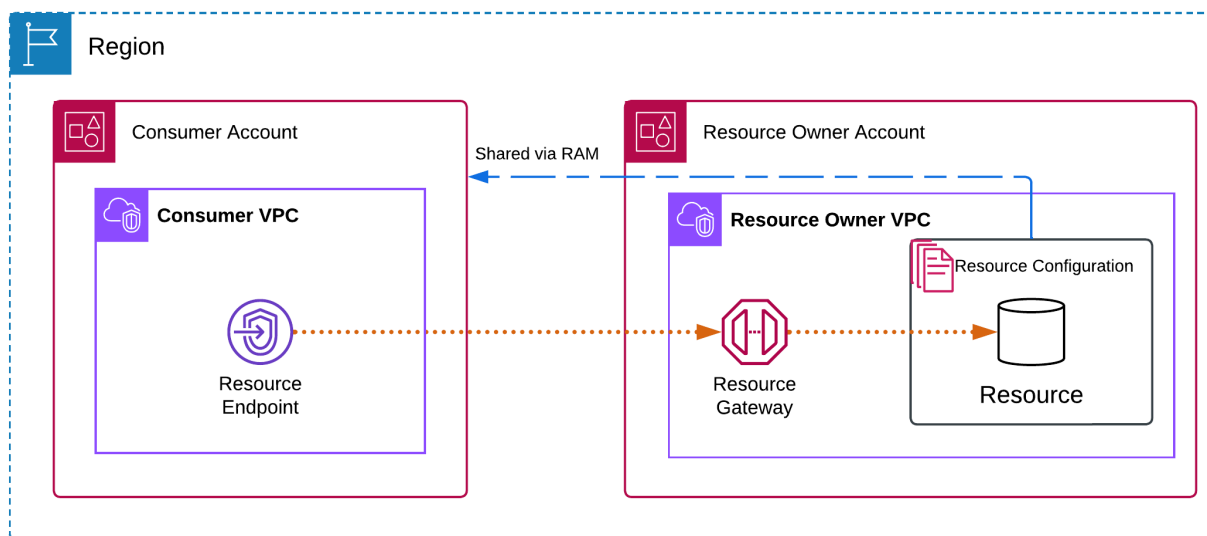 Region
Consumer Account
Shared via RAM
Resource Owner Account
Consumer VPC
Resource Owner VPC
Resource Configuration
Resource
Endpoint
Resource
Gateway
Resource